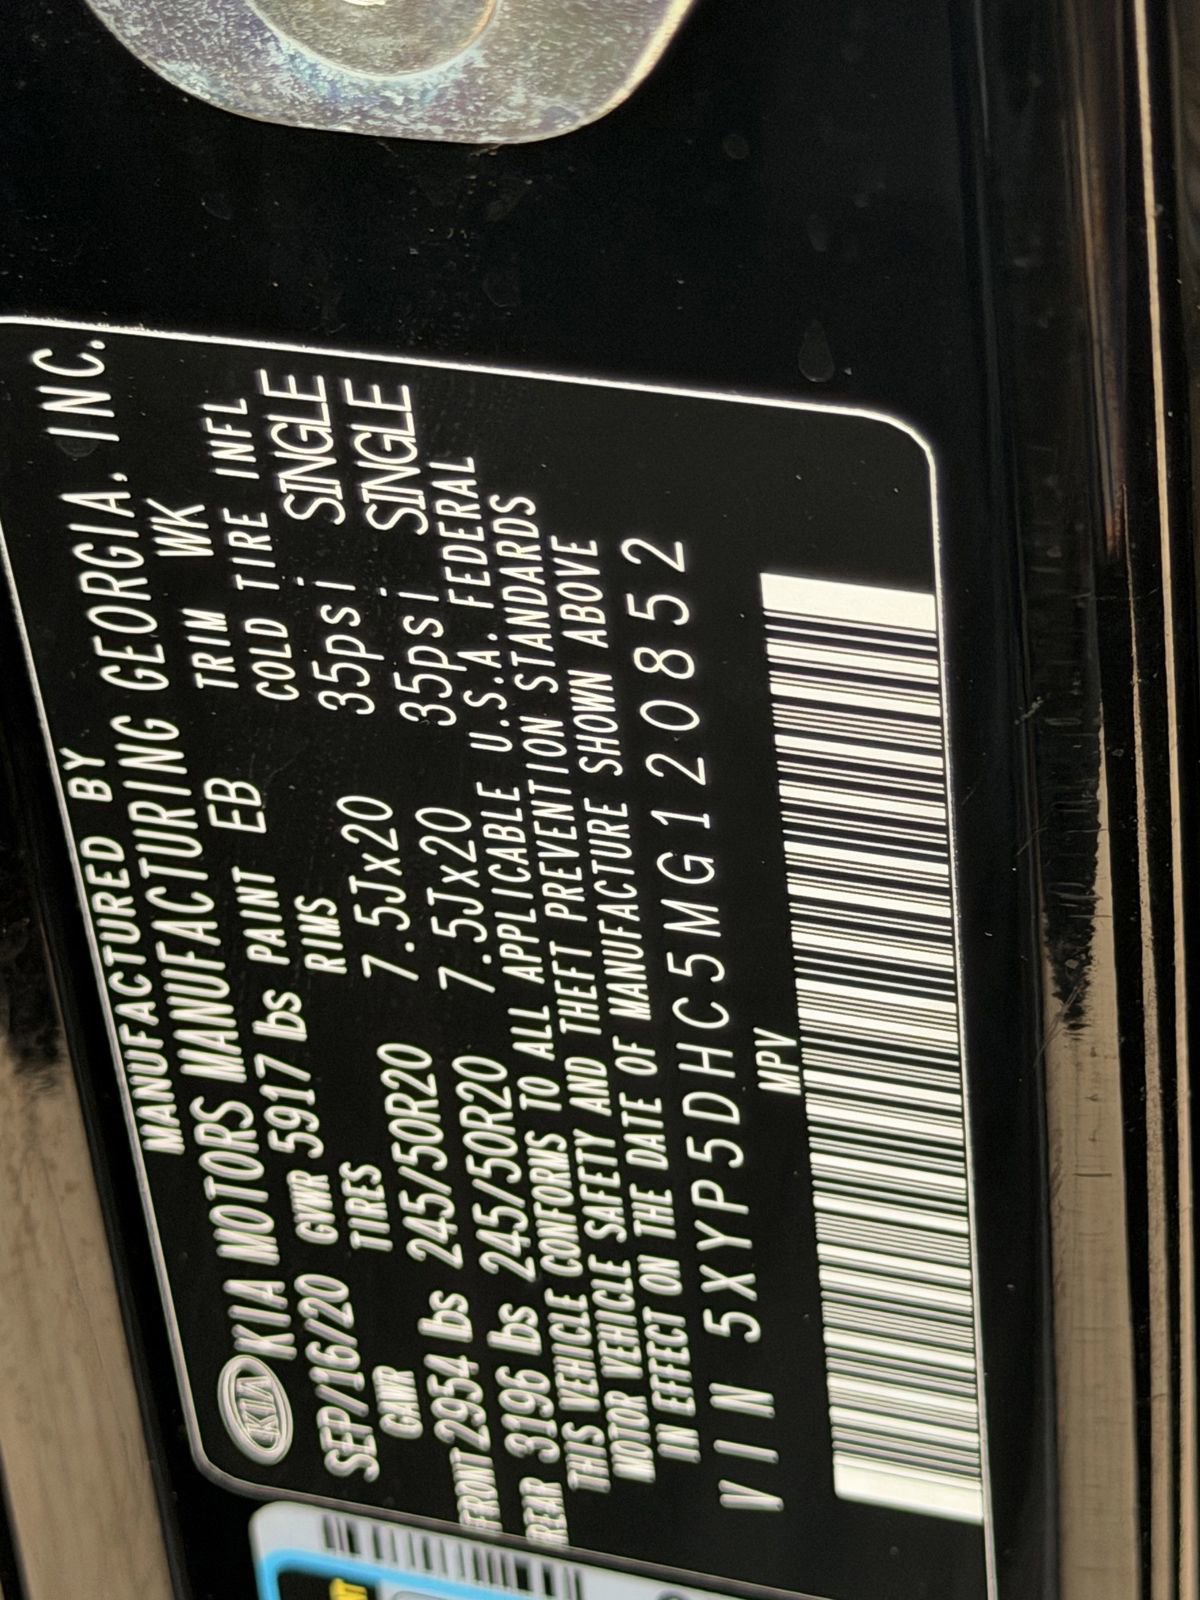 MANUFACTURED BY
KIA KIA MOTORS MANUFACTURING GEORGIA, INC.
SEP/16/20 GVWR 5917 lbs PAINT EB TRIM WK
GAWR TIRES RIMS COLD TIRE INFL
FRONT 2954 lbs 245/50R20 7.5Jx20 35psi SINGLE
REAR 3196 lbs 245/50R20 7.5Jx20 35psi SINGLE
THIS VEHICLE CONFORMS TO ALL APPLICABLE U.S.A. FEDERAL
MOTOR VEHICLE SAFETY AND THEFT PREVENTION STANDARDS
IN EFFECT ON THE DATE OF MANUFACTURE SHOWN ABOVE
VIN 5XYP5DHC5MG120852
MPV